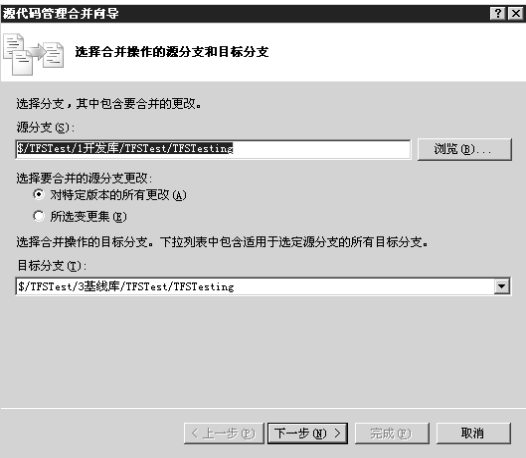 源代码管理合并向导
选择合并操作的源分支和目标分支
选择分支，其中包含要合并的更改。
源分支(S):
$/TFSTest/1开发库/TFSTest/TFSTesting
浏览(B)...
选择要合并的源分支更改:
对特定版本的所有更改(A)
所选变更集(E)
选择合并操作的目标分支。下拉列表中包含适用于选定源分支的所有目标分支。
目标分支(T):
$/TFSTest/3基线库/TFSTest/TFSTesting
< 上一步(P)
下一步(N) >
完成(F)
取消